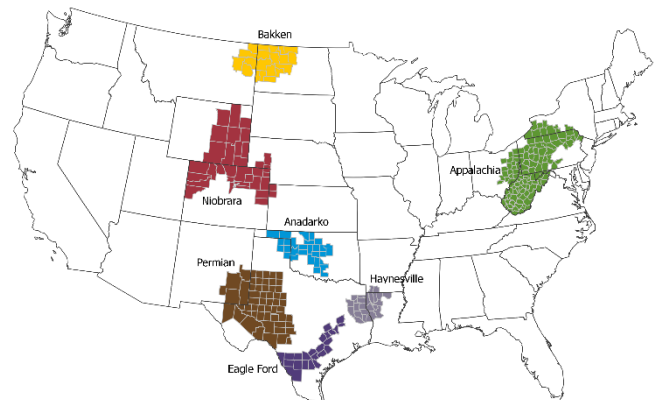 Bakken
Appalachia
Niobrara
Anadarko
Permian
Haynesville
Eagle Ford